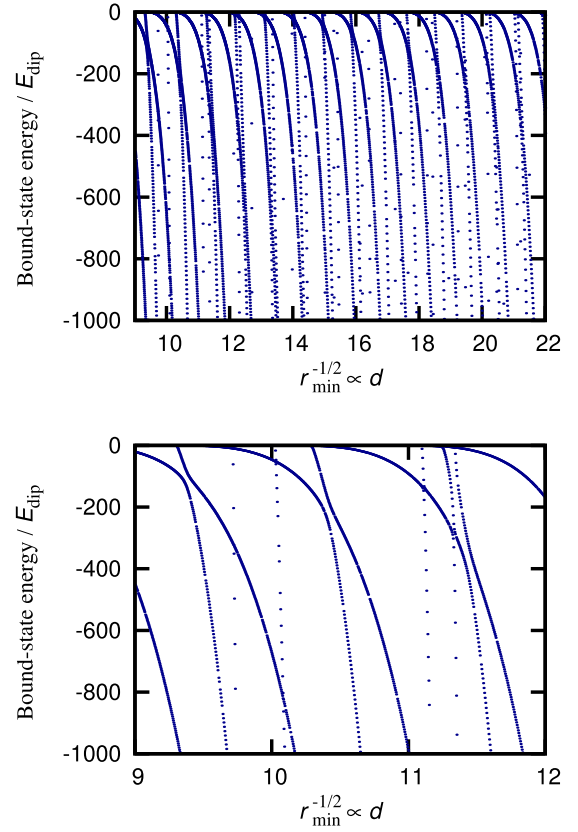 Bound-state energy / E_dip
0
-200
-400
-600
-800
-1000
10 12 14 16 18 20 22
r_min^-1/2 ∝ d
Bound-state energy / E_dip
0
-200
-400
-600
-800
-1000
9 10 11 12
r_min^-1/2 ∝ d